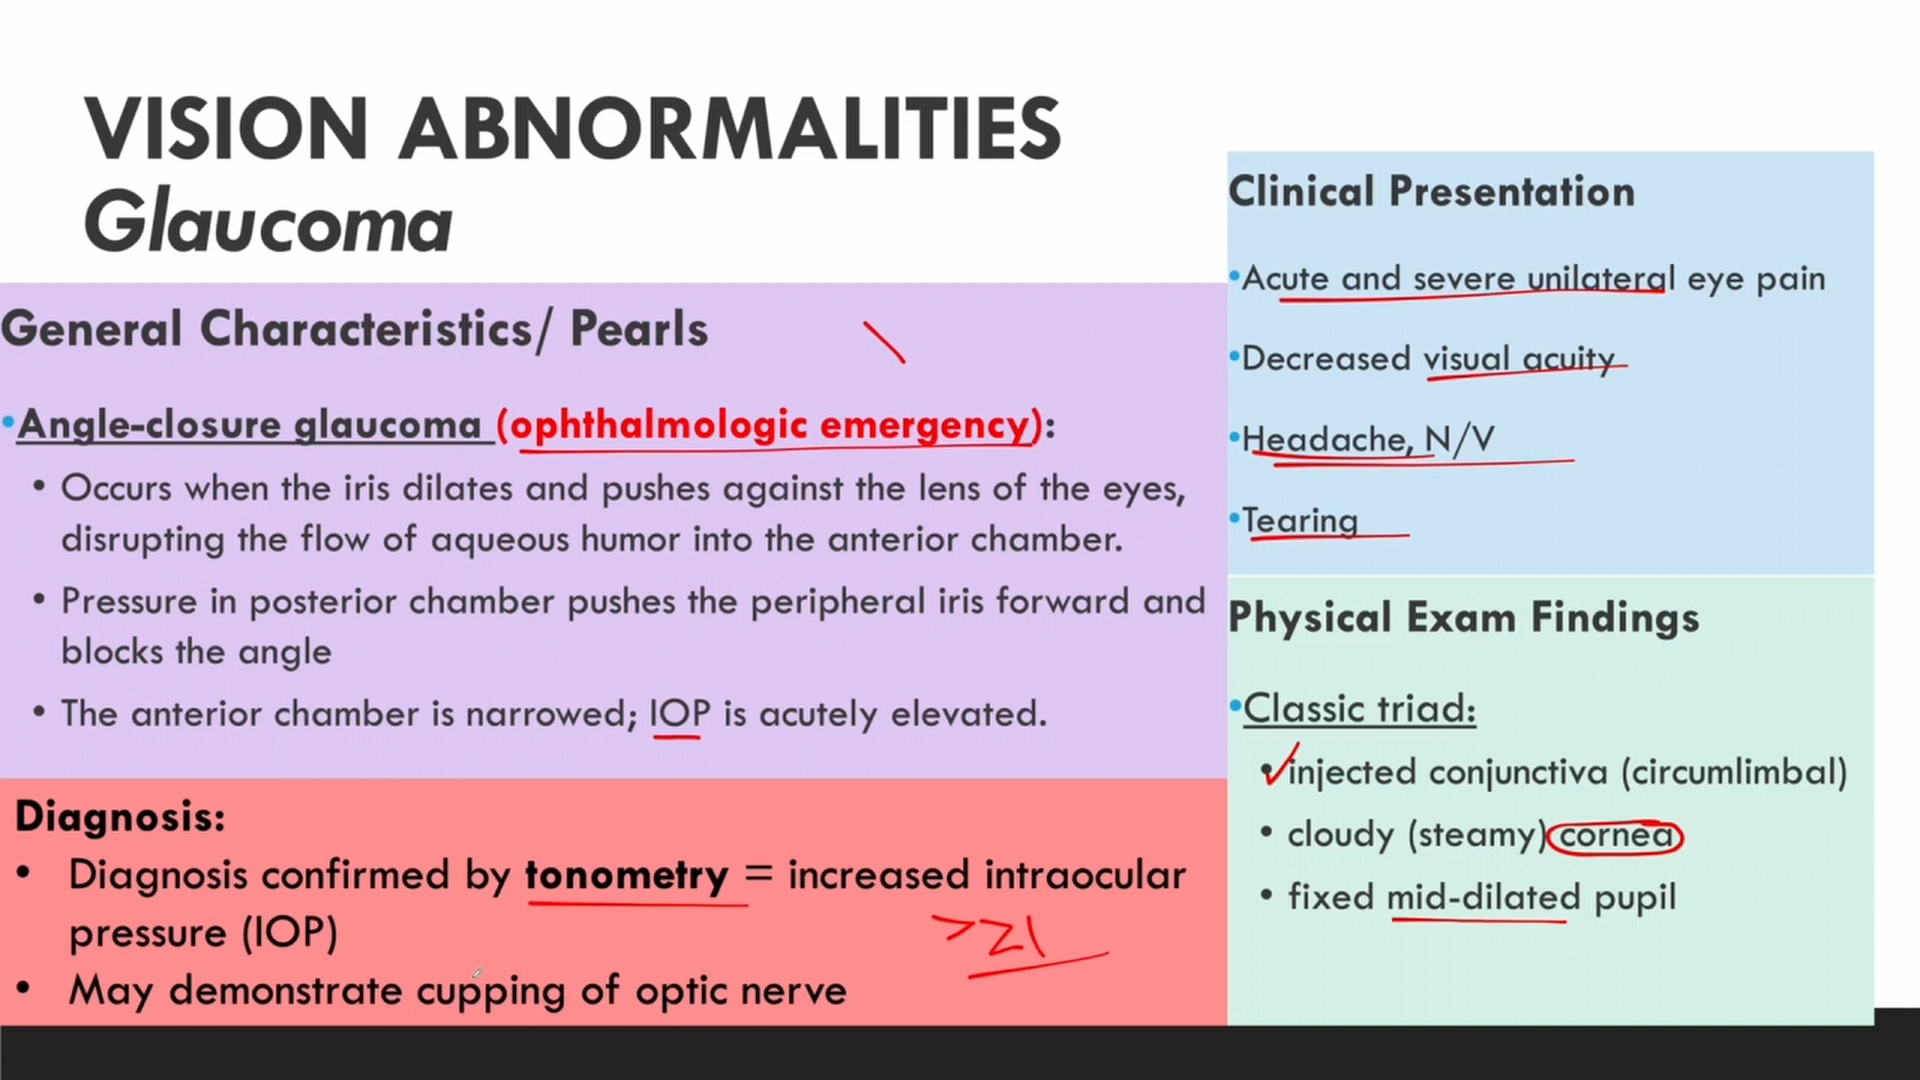 VISION ABNORMALITIES
Glaucoma
General Characteristics/ Pearls
•Angle-closure glaucoma (ophthalmologic emergency):
• Occurs when the iris dilates and pushes against the lens of the eyes,
disrupting the flow of aqueous humor into the anterior chamber.
• Pressure in posterior chamber pushes the peripheral iris forward and
blocks the angle
• The anterior chamber is narrowed; IOP is acutely elevated.
Diagnosis:
• Diagnosis confirmed by tonometry = increased intraocular
pressure (IOP)
>21
• May demonstrate cupping of optic nerve
Clinical Presentation
•Acute and severe unilateral eye pain
•Decreased visual acuity
•Headache, N/V
•Tearing
Physical Exam Findings
•Classic triad:
• injected conjunctiva (circumlimbal)
• cloudy (steamy) cornea
• fixed mid-dilated pupil